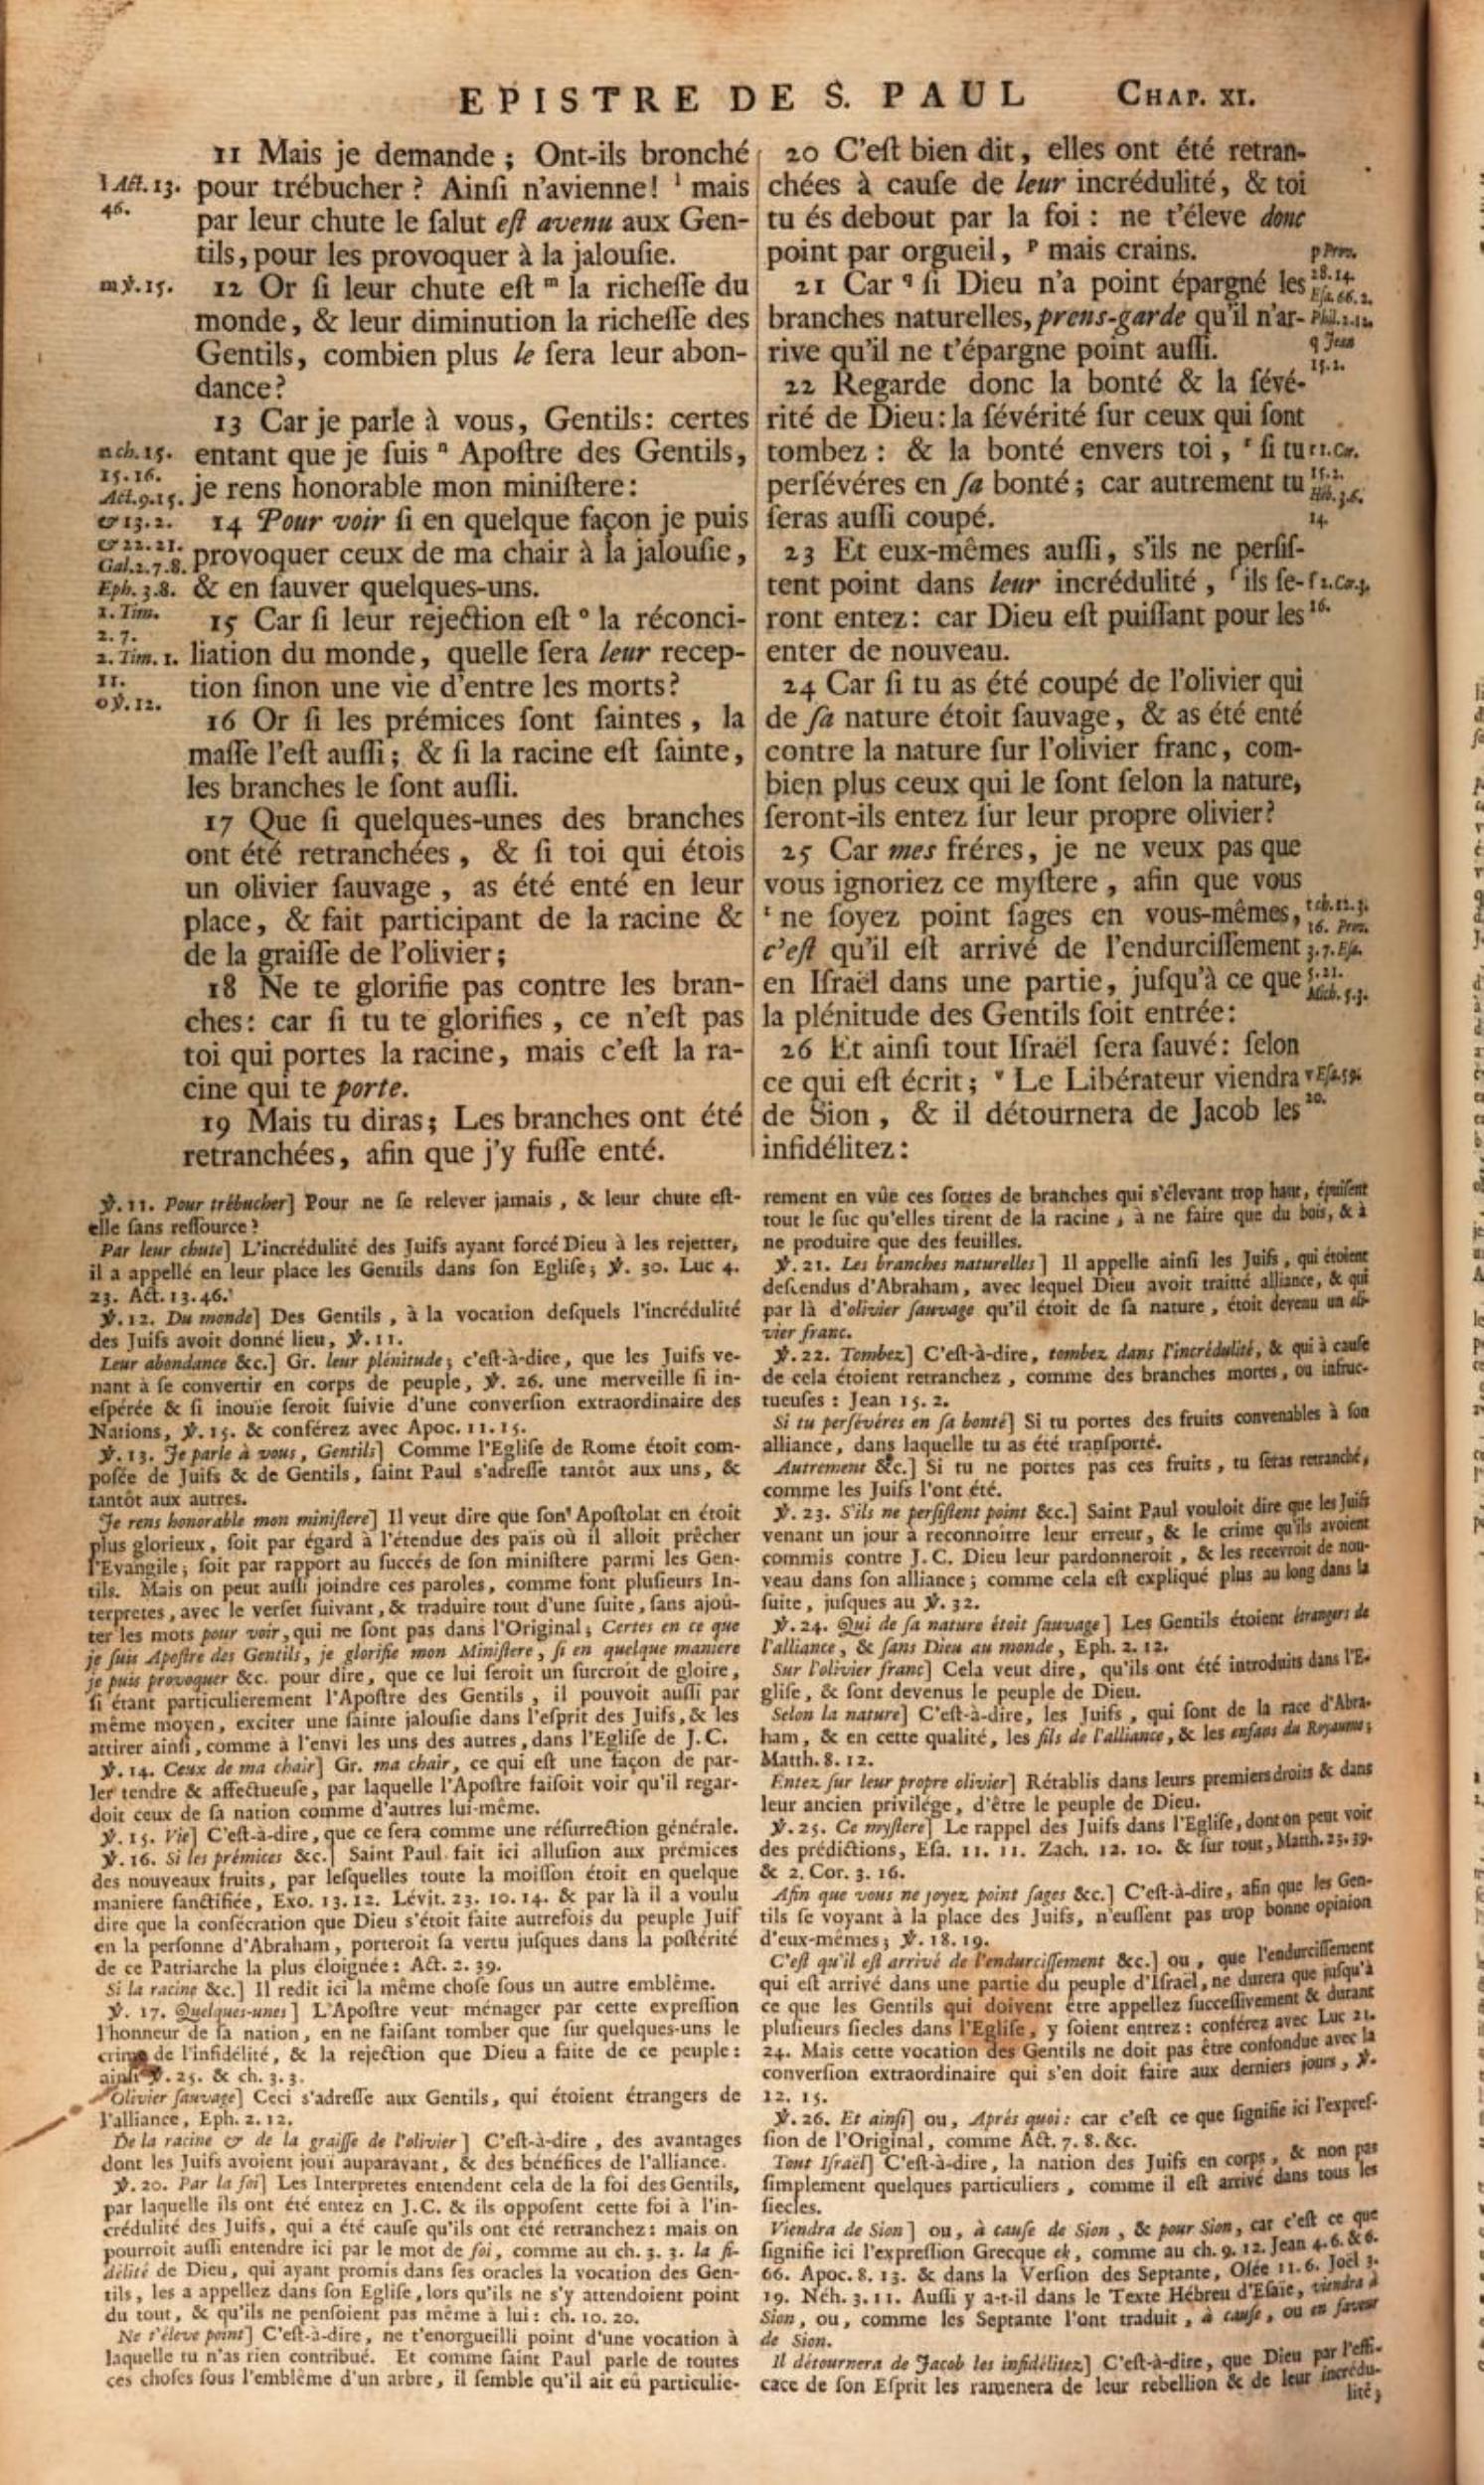 EPISTRE DE S. PAUL CHAP. XI.
11 Mais je demande ; Ont-ils bronché
pour trébucher ? Ainſi n'avienne! ˡ mais
par leur chute le ſalut eſt avenu aux Gen-
tils, pour les provoquer à la jalouſie.
12 Or ſi leur chute eſt ᵐ la richeſſe du
monde, & leur diminution la richeſſe des
Gentils, combien plus le ſera leur abon-
dance?
13 Car je parle à vous, Gentils: certes
entant que je ſuis ⁿ Apoſtre des Gentils,
je rens honorable mon miniſtere:
14 Pour voir ſi en quelque façon je puis
provoquer ceux de ma chair à la jalouſie,
& en ſauver quelques-uns.
15 Car ſi leur rejection eſt ᵒ la réconci-
liation du monde, quelle ſera leur recep-
tion ſinon une vie d'entre les morts?
16 Or ſi les prémices ſont ſaintes, la
maſſe l'eſt auſſi; & ſi la racine eſt ſainte,
les branches le ſont auſſi.
17 Que ſi quelques-unes des branches
ont été retranchées, & ſi toi qui étois
un olivier ſauvage, as été enté en leur
place, & fait participant de la racine &
de la graiſſe de l'olivier;
18 Ne te glorifie pas contre les bran-
ches: car ſi tu te glorifies, ce n'eſt pas
toi qui portes la racine, mais c'eſt la ra-
cine qui te porte.
19 Mais tu diras; Les branches ont été
retranchées, afin que j'y fuſſe enté.
l Act. 13.
46.
m ℣. 15.
n ch. 15.
15. 16.
Act. 9. 15.
& 13. 2.
& 22. 21.
Gal. 2. 7. 8.
Eph. 3. 8.
1. Tim.
2. 7.
2. Tim. 1.
11.
o ℣. 12.
20 C'eſt bien dit, elles ont été retran-
chées à cauſe de leur incrédulité, & toi
tu és debout par la foi : ne t'éleve donc
point par orgueil, ᵖ mais crains.
21 Car ᑫ ſi Dieu n'a point épargné les
branches naturelles, prens-garde qu'il n'ar-
rive qu'il ne t'épargne point auſſi.
22 Regarde donc la bonté & la ſévé-
rité de Dieu: la ſévérité ſur ceux qui ſont
tombez : & la bonté envers toi, ʳ ſi tu
perſévéres en ſa bonté; car autrement tu
ſeras auſſi coupé.
23 Et eux-mêmes auſſi, s'ils ne perſiſ-
tent point dans leur incrédulité, ſ ils ſe-
ront entez: car Dieu eſt puiſſant pour les
enter de nouveau.
24 Car ſi tu as été coupé de l'olivier qui
de ſa nature étoit ſauvage, & as été enté
contre la nature ſur l'olivier franc, com-
bien plus ceux qui le ſont ſelon la nature,
ſeront-ils entez ſur leur propre olivier?
25 Car mes fréres, je ne veux pas que
vous ignoriez ce myſtere, afin que vous
ᵗ ne ſoyez point ſages en vous-mêmes,
c'eſt qu'il eſt arrivé de l'endurciſſement
en Iſraël dans une partie, juſqu'à ce que
la plénitude des Gentils ſoit entrée:
26 Et ainſi tout Iſraël ſera ſauvé: ſelon
ce qui eſt écrit; ᵛ Le Libérateur viendra
de Sion, & il détournera de Jacob les
infidélitez:
p Prov.
28. 14.
Eſa. 66. 2.
Phil. 2. 12.
q Jean
15. 2.
r 1. Cor.
15. 2.
Héb. 3. 6.
14.
ſ 2. Cor. 3.
16.
t ch. 12. 3.
16. Prov.
3. 7. Eſa.
5. 21.
v Eſa. 59.
20.
℣. 11. Pour trébucher] Pour ne ſe relever jamais, & leur chute eſt-
elle ſans reſſource?
Par leur chute] L'incrédulité des Juifs ayant forcé Dieu à les rejetter,
il a appellé en leur place les Gentils dans ſon Egliſe; ℣. 30. Luc 4.
23. Act. 13. 46.
℣. 12. Du monde] Des Gentils, à la vocation deſquels l'incrédulité
des Juifs avoit donné lieu, ℣. 11.
Leur abondance &c.] Gr. leur plénitude; c'eſt-à-dire, que les Juifs ve-
nant à ſe convertir en corps de peuple, ℣. 26. une merveille ſi in-
eſpérée & ſi inouïe ſeroit ſuivie d'une converſion extraordinaire des
Nations, ℣. 15. & conférez avec Apoc. 11. 15.
℣. 13. Je parle à vous, Gentils] Comme l'Egliſe de Rome étoit com-
poſée de Juifs & de Gentils, ſaint Paul s'adreſſe tantôt aux uns, &
tantôt aux autres.
Je rens honorable mon miniſtere] Il veut dire que ſon Apoſtolat en étoit
plus glorieux, ſoit par égard à l'étendue des païs où il alloit prêcher
l'Evangile; ſoit par rapport au ſuccés de ſon miniſtere parmi les Gen-
tils. Mais on peut auſſi joindre ces paroles, comme font pluſieurs In-
terpretes, avec le verſet ſuivant, & traduire tout d'une ſuite, ſans ajoû-
ter les mots pour voir, qui ne ſont pas dans l'Original; Certes en ce que
je ſuis Apoſtre des Gentils, je glorifie mon Miniſtere, ſi en quelque maniere
je puis provoquer &c. pour dire, que ce lui ſeroit un ſurcroit de gloire,
ſi étant particulierement l'Apoſtre des Gentils, il pouvoit auſſi par
même moyen, exciter une ſainte jalouſie dans l'eſprit des Juifs, & les
attirer ainſi, comme à l'envi les uns des autres, dans l'Egliſe de J. C.
℣. 14. Ceux de ma chair] Gr. ma chair, ce qui eſt une façon de par-
ler tendre & affectueuſe, par laquelle l'Apoſtre faiſoit voir qu'il regar-
doit ceux de ſa nation comme d'autres lui-même.
℣. 15. Vie] C'eſt-à-dire, que ce ſera comme une réſurrection générale.
℣. 16. Si les prémices &c.] Saint Paul fait ici alluſion aux prémices
des nouveaux fruits, par leſquelles toute la moiſſon étoit en quelque
maniere ſanctifiée, Exo. 13. 12. Lévit. 23. 10. 14. & par là il a voulu
dire que la conſécration que Dieu s'étoit faite autrefois du peuple Juif
en la perſonne d'Abraham, porteroit ſa vertu juſques dans la poſtérité
de ce Patriarche la plus éloignée: Act. 2. 39.
Si la racine &c.] Il redit ici la même choſe ſous un autre emblême.
℣. 17. Quelques-unes] L'Apoſtre veut ménager par cette expreſſion
l'honneur de ſa nation, en ne faiſant tomber que ſur quelques-uns le
crime de l'infidélité, & la rejection que Dieu a faite de ce peuple:
ainſi ℣. 25. & ch. 3. 3.
Olivier ſauvage] Ceci s'adreſſe aux Gentils, qui étoient étrangers de
l'alliance, Eph. 2. 12.
De la racine & de la graiſſe de l'olivier] C'eſt-à-dire, des avantages
dont les Juifs avoient jouï auparavant, & des bénéfices de l'alliance.
℣. 20. Par la foi] Les Interpretes entendent cela de la foi des Gentils,
par laquelle ils ont été entez en J. C. & ils oppoſent cette foi à l'in-
crédulité des Juifs, qui a été cauſe qu'ils ont été retranchez: mais on
pourroit auſſi entendre ici par le mot de foi, comme au ch. 3. 3. la fi-
délité de Dieu, qui ayant promis dans ſes oracles la vocation des Gen-
tils, les a appellez dans ſon Egliſe, lors qu'ils ne s'y attendoient point
du tout, & qu'ils ne penſoient pas même à lui: ch. 10. 20.
Ne t'éleve point] C'eſt-à-dire, ne t'enorgueilli point d'une vocation à
laquelle tu n'as rien contribué. Et comme ſaint Paul parle de toutes
ces choſes ſous l'emblême d'un arbre, il ſemble qu'il ait eû particulie-
rement en vûe ces ſortes de branches qui s'élevant trop haut, épuiſent
tout le ſuc qu'elles tirent de la racine, à ne faire que du bois, & à
ne produire que des feuilles.
℣. 21. Les branches naturelles] Il appelle ainſi les Juifs, qui étoient
deſcendus d'Abraham, avec lequel Dieu avoit traitté alliance, & qui
par là d'olivier ſauvage qu'il étoit de ſa nature, étoit devenu un oli-
vier franc.
℣. 22. Tombez] C'eſt-à-dire, tombez dans l'incrédulité, & qui à cauſe
de cela étoient retranchez, comme des branches mortes, ou infruc-
tueuſes : Jean 15. 2.
Si tu perſévéres en ſa bonté] Si tu portes des fruits convenables à ſon
alliance, dans laquelle tu as été tranſporté.
Autrement &c.] Si tu ne portes pas ces fruits, tu ſeras retranché,
comme les Juifs l'ont été.
℣. 23. S'ils ne perſiſtent point &c.] Saint Paul vouloit dire que les Juifs
venant un jour à reconnoitre leur erreur, & le crime qu'ils avoient
commis contre J. C. Dieu leur pardonneroit, & les recevroit de nou-
veau dans ſon alliance; comme cela eſt expliqué plus au long dans la
ſuite, juſques au ℣. 32.
℣. 24. Qui de ſa nature étoit ſauvage] Les Gentils étoient étrangers de
l'alliance, & ſans Dieu au monde, Eph. 2. 12.
Sur l'olivier franc] Cela veut dire, qu'ils ont été introduits dans l'E-
gliſe, & ſont devenus le peuple de Dieu.
Selon la nature] C'eſt-à-dire, les Juifs, qui ſont de la race d'Abra-
ham, & en cette qualité, les fils de l'alliance, & les enfans du Royaume;
Matth. 8. 12.
Entez ſur leur propre olivier] Rétablis dans leurs premiers droits & dans
leur ancien privilége, d'être le peuple de Dieu.
℣. 25. Ce myſtere] Le rappel des Juifs dans l'Egliſe, dont on peut voir
des prédictions, Eſa. 11. 11. Zach. 12. 10. & ſur tout, Matth. 23. 39.
& 2. Cor. 3. 16.
Afin que vous ne ſoyez point ſages &c.] C'eſt-à-dire, afin que les Gen-
tils ſe voyant à la place des Juifs, n'euſſent pas trop bonne opinion
d'eux-mêmes; ℣. 18. 19.
C'eſt qu'il eſt arrivé de l'endurciſſement &c.] ou, que l'endurciſſement
qui eſt arrivé dans une partie du peuple d'Iſraël, ne durera que juſqu'à
ce que les Gentils qui doivent être appellez ſucceſſivement & durant
pluſieurs ſiecles dans l'Egliſe, y ſoient entrez : conférez avec Luc 21.
24. Mais cette vocation des Gentils ne doit pas être confondue avec la
converſion extraordinaire qui s'en doit faire aux derniers jours, ℣.
12. 15.
℣. 26. Et ainſi] ou, Aprés quoi: car c'eſt ce que ſignifie ici l'expreſ-
ſion de l'Original, comme Act. 7. 8. &c.
Tout Iſraël] C'eſt-à-dire, la nation des Juifs en corps, & non pas
ſimplement quelques particuliers, comme il eſt arrivé dans tous les
ſiecles.
Viendra de Sion] ou, à cauſe de Sion, & pour Sion, car c'eſt ce que
ſignifie ici l'expreſſion Grecque ek, comme au ch. 9. 12. Jean 4. 6. & 6.
66. Apoc. 8. 13. & dans la Verſion des Septante, Oſée 11. 6. Joël 3.
19. Néh. 3. 11. Auſſi y a-t-il dans le Texte Hébreu d'Eſaïe, viendra à
Sion, ou, comme les Septante l'ont traduit, à cauſe, ou en faveur
de Sion.
Il détournera de Jacob les infidélitez] C'eſt-à-dire, que Dieu par l'effi-
cace de ſon Eſprit les ramenera de leur rebellion & de leur incrédu-
lité;